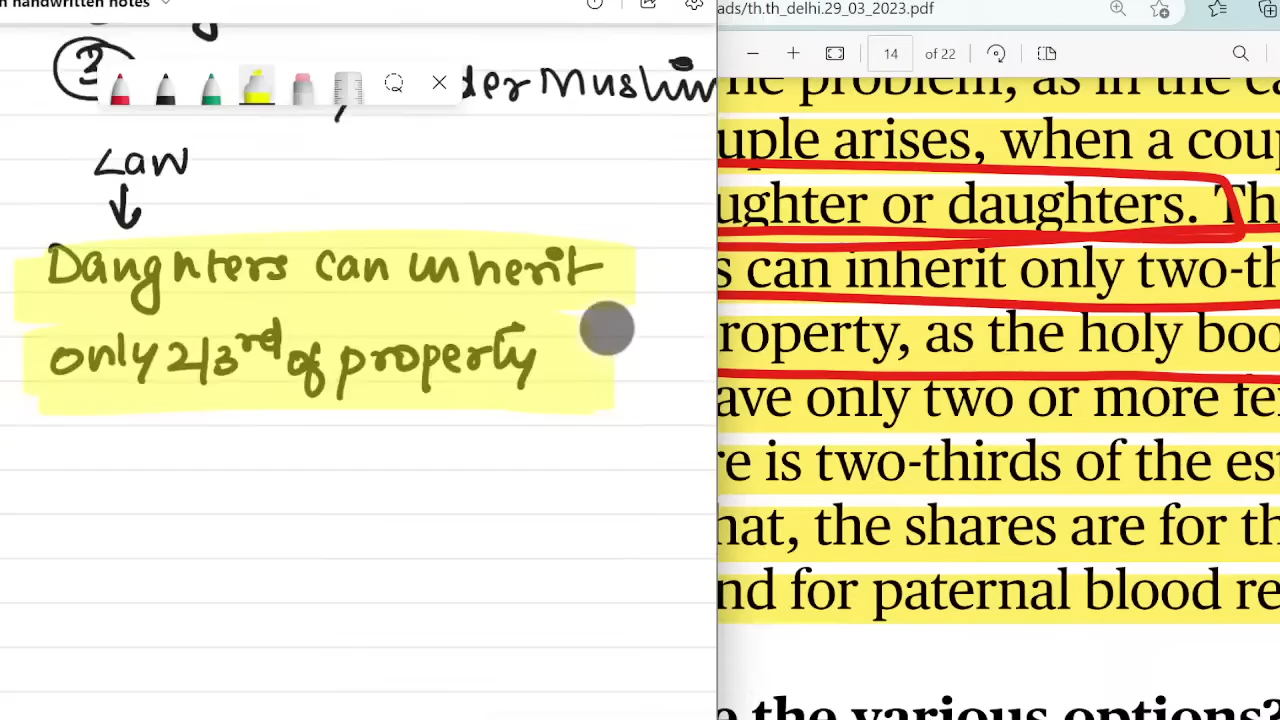 handwritten notes
ads/th.th_delhi.29_03_2023.pdf
14 of 22
3
der Muslim
Law
Daughters can inherit
only 2/3rd of property
he problem, as in the ca
uple arises, when a coup
ughter or daughters. Th
s can inherit only two-th
roperty, as the holy boo
ave only two or more fe
re is two-thirds of the est
hat, the shares are for th
nd for paternal blood re
e the various options?